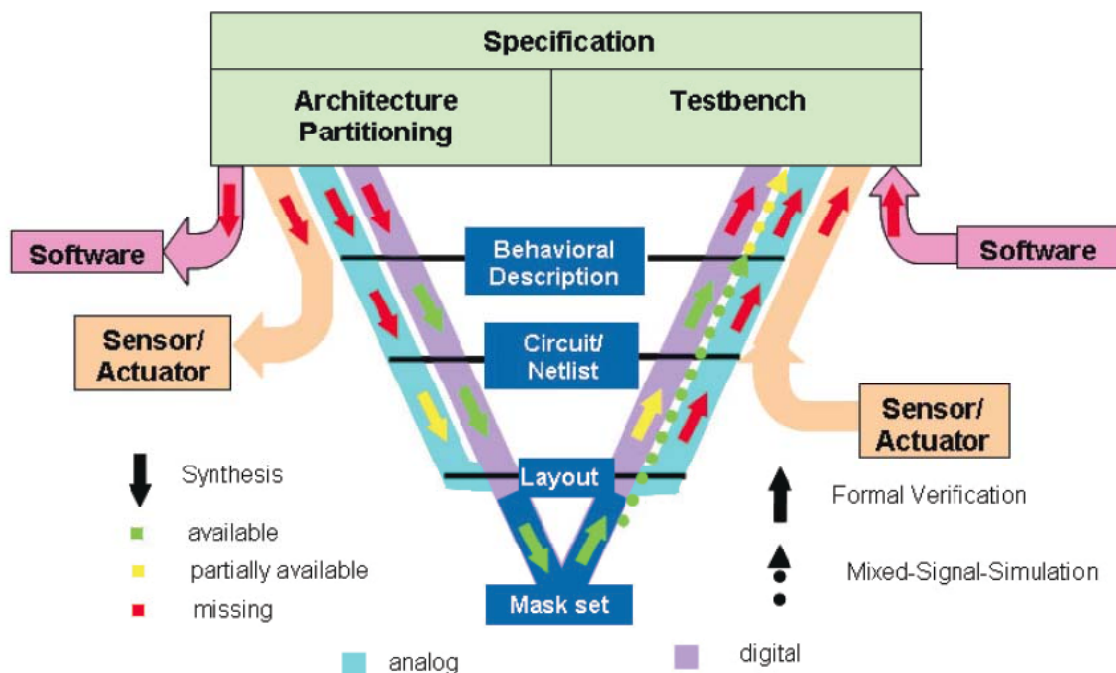 Specification
Architecture
Partitioning
Testbench
Software
Behavioral
Description
Software
Sensor/
Actuator
Circuit/
Netlist
Sensor/
Actuator
Synthesis
Layout
Formal Verification
available
partially available
Mixed-Signal-Simulation
missing
Mask set
analog
digital